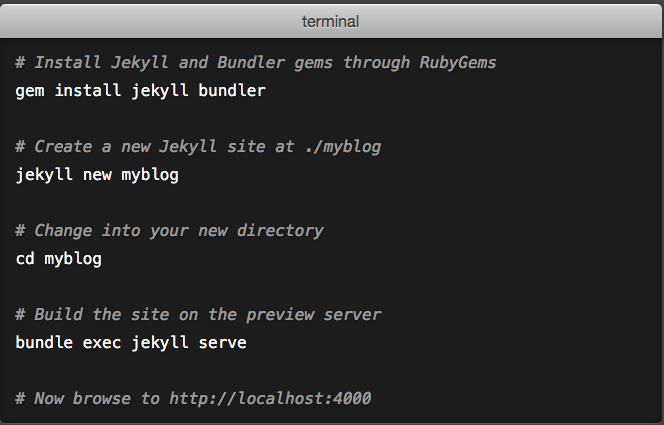 terminal
# Install Jekyll and Bundler gems through RubyGems
gem install jekyll bundler
# Create a new Jekyll site at ./myblog
jekyll new myblog
# Change into your new directory
cd myblog
# Build the site on the preview server
bundle exec jekyll serve
# Now browse to http://localhost:4000